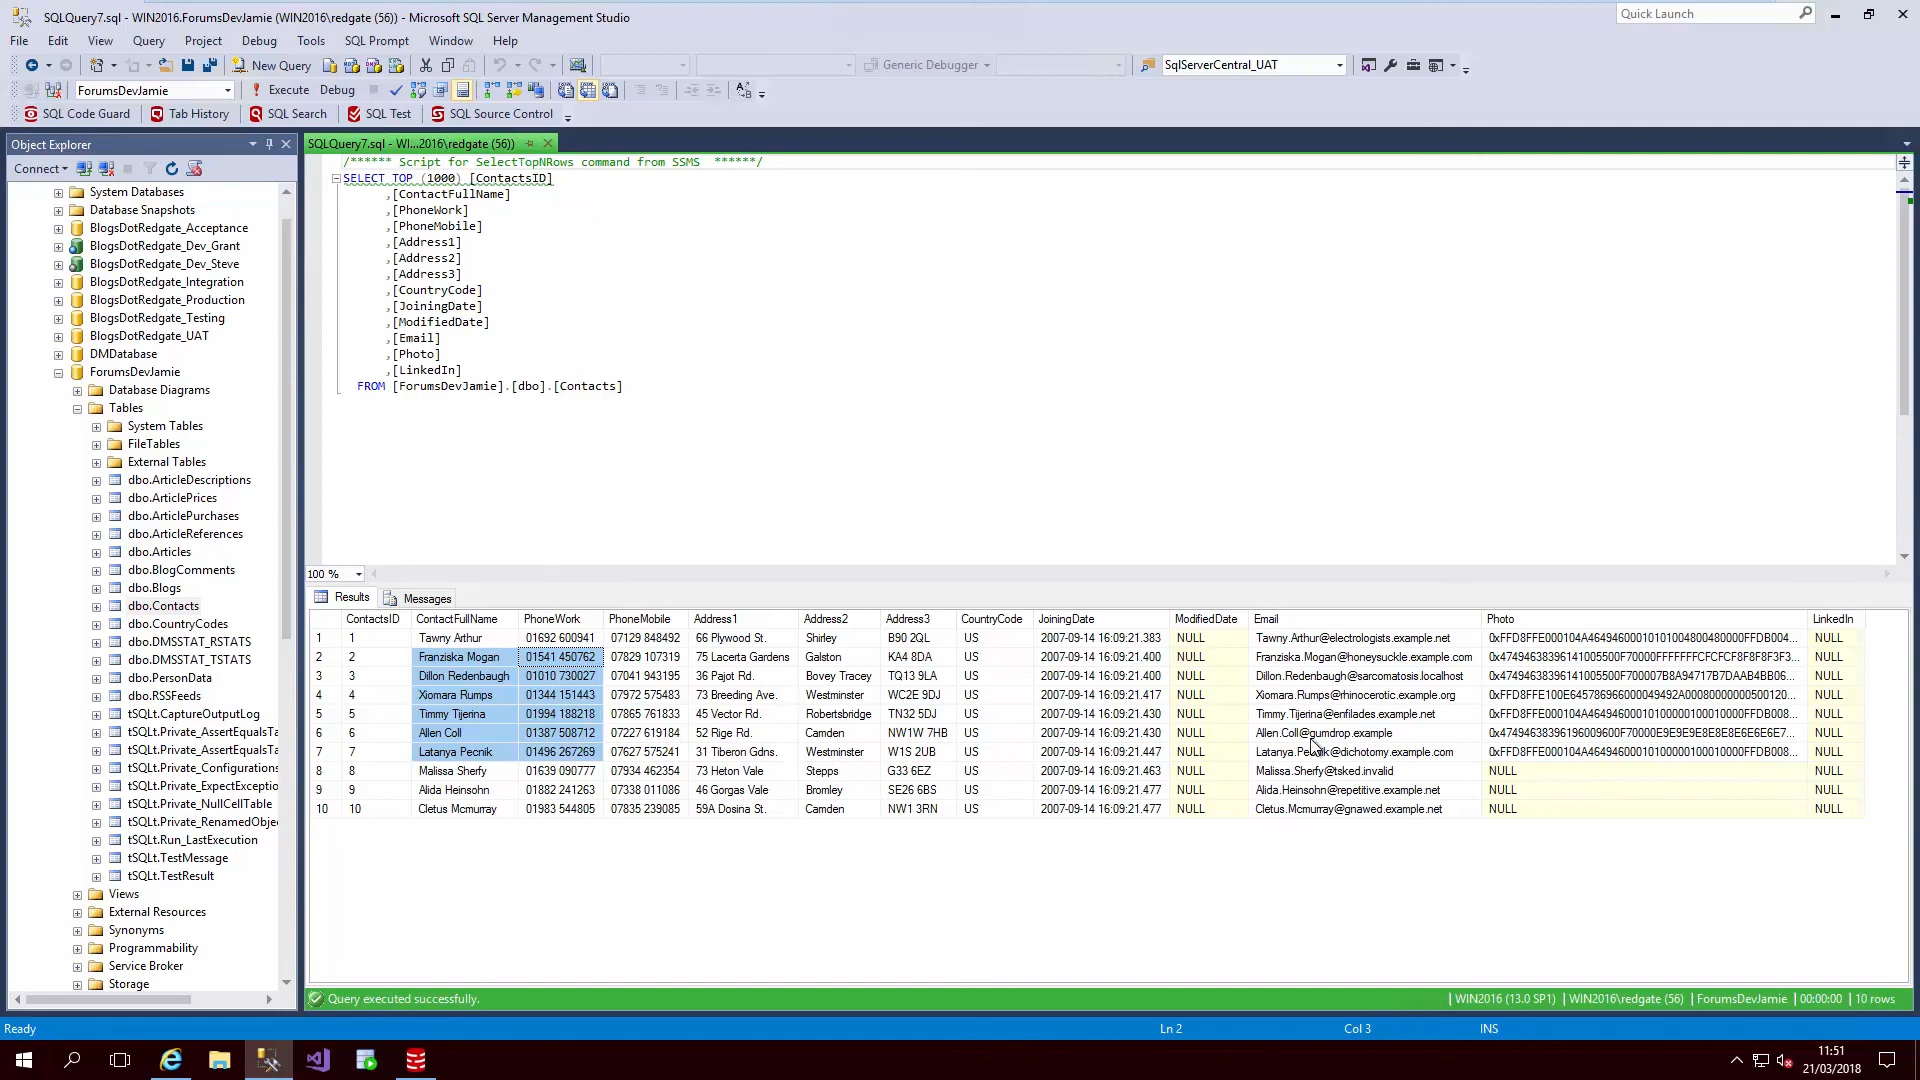 SQLQuery7.sql - WIN2016.ForumsDevJamie (WIN2016\redgate (56)) - Microsoft SQL Server Management Studio
Quick Launch
File Edit View Query Project Debug Tools SQL Prompt Window Help
New Query Generic Debugger SqlServerCentral_UAT
ForumsDevJamie Execute Debug
SQL Code Guard Tab History SQL Search SQL Test SQL Source Control
Object Explorer
Connect
System Databases
Database Snapshots
BlogsDotRedgate_Acceptance
BlogsDotRedgate_Dev_Grant
BlogsDotRedgate_Dev_Steve
BlogsDotRedgate_Integration
BlogsDotRedgate_Production
BlogsDotRedgate_Testing
BlogsDotRedgate_UAT
DMDatabase
ForumsDevJamie
Database Diagrams
Tables
System Tables
FileTables
External Tables
dbo.ArticleDescriptions
dbo.ArticlePrices
dbo.ArticlePurchases
dbo.ArticleReferences
dbo.Articles
dbo.BlogComments
dbo.Blogs
dbo.Contacts
dbo.CountryCodes
dbo.DMSSTAT_RSTATS
dbo.DMSSTAT_TSTATS
dbo.PersonData
dbo.RSSFeeds
tSQLt.CaptureOutputLog
tSQLt.Private_AssertEqualsTa
tSQLt.Private_AssertEqualsTa
tSQLt.Private_Configurations
tSQLt.Private_ExpectExceptio
tSQLt.Private_NullCellTable
tSQLt.Private_RenamedObje
tSQLt.Run_LastExecution
tSQLt.TestMessage
tSQLt.TestResult
Views
External Resources
Synonyms
Programmability
Service Broker
Storage
SQLQuery7.sql - WI...2016\redgate (56))
/****** Script for SelectTopNRows command from SSMS ******/
SELECT TOP (1000) [ContactsID]
,[ContactFullName]
,[PhoneWork]
,[PhoneMobile]
,[Address1]
,[Address2]
,[Address3]
,[CountryCode]
,[JoiningDate]
,[ModifiedDate]
,[Email]
,[Photo]
,[LinkedIn]
FROM [ForumsDevJamie].[dbo].[Contacts]
100 %
Results Messages
ContactsID ContactFullName PhoneWork PhoneMobile Address1 Address2 Address3 CountryCode JoiningDate ModifiedDate Email Photo LinkedIn
1 1 Tawny Arthur 01692 600941 07129 848492 66 Plywood St. Shirley B90 2QL US 2007-09-14 16:09:21.383 NULL Tawny.Arthur@electrologists.example.net 0xFFD8FFE000104A46494600010101004800480000FFDB004... NULL
2 2 Franziska Mogan 01541 450762 07829 107319 75 Lacerta Gardens Galston KA4 8DA US 2007-09-14 16:09:21.400 NULL Franziska.Mogan@honeysuckle.example.com 0x47494638396141005500F70000FFFFFFCFCFCF8F8F8F3F3... NULL
3 3 Dillon Redenbaugh 01010 730027 07041 943195 36 Pajot Rd. Bovey Tracey TQ13 9LA US 2007-09-14 16:09:21.400 NULL Dillon.Redenbaugh@sarcomatosis.localhost 0x47494638396141005500F700007B8A94717B7DAAB4BB06... NULL
4 4 Xiomara Rumps 01344 151443 07972 575483 73 Breeding Ave. Westminster WC2E 9DJ US 2007-09-14 16:09:21.417 NULL Xiomara.Rumps@rhinocerotic.example.org 0xFFD8FFE100E645786966000049492A00080000000500120... NULL
5 5 Timmy Tijerina 01994 188218 07865 761833 45 Vector Rd. Robertsbridge TN32 5DJ US 2007-09-14 16:09:21.430 NULL Timmy.Tijerina@enfilades.example.net 0xFFD8FFE000104A46494600010100000100010000FFDB008... NULL
6 6 Allen Coll 01387 508712 07227 619184 52 Rige Rd. Camden NW1W 7HB US 2007-09-14 16:09:21.430 NULL Allen.Coll@gumdrop.example 0x47494638396196009600F70000E9E9E9E8E8E8E6E6E6E7... NULL
7 7 Latanya Pecnik 01496 267269 07627 575241 31 Tiberon Gdns. Westminster W1S 2UB US 2007-09-14 16:09:21.447 NULL Latanya.Pecnik@dichotomy.example.com 0xFFD8FFE000104A46494600010100000100010000FFDB008... NULL
8 8 Malissa Sherfy 01639 090777 07934 462354 73 Heton Vale Stepps G33 6EZ US 2007-09-14 16:09:21.463 NULL Malissa.Sherfy@tsked.invalid NULL NULL
9 9 Alida Heinsohn 01882 241263 07338 011086 46 Gorgas Vale Bromley SE26 6BS US 2007-09-14 16:09:21.477 NULL Alida.Heinsohn@repetitive.example.net NULL NULL
10 10 Cletus Mcmurray 01983 544805 07835 239085 59A Dosina St. Camden NW1 3RN US 2007-09-14 16:09:21.477 NULL Cletus.Mcmurray@gnawed.example.net NULL NULL
Query executed successfully. WIN2016 (13.0 SP1) WIN2016\redgate (56) ForumsDevJamie 00:00:00 10 rows
Ready Ln 2 Col 3 INS
11:51
21/03/2018